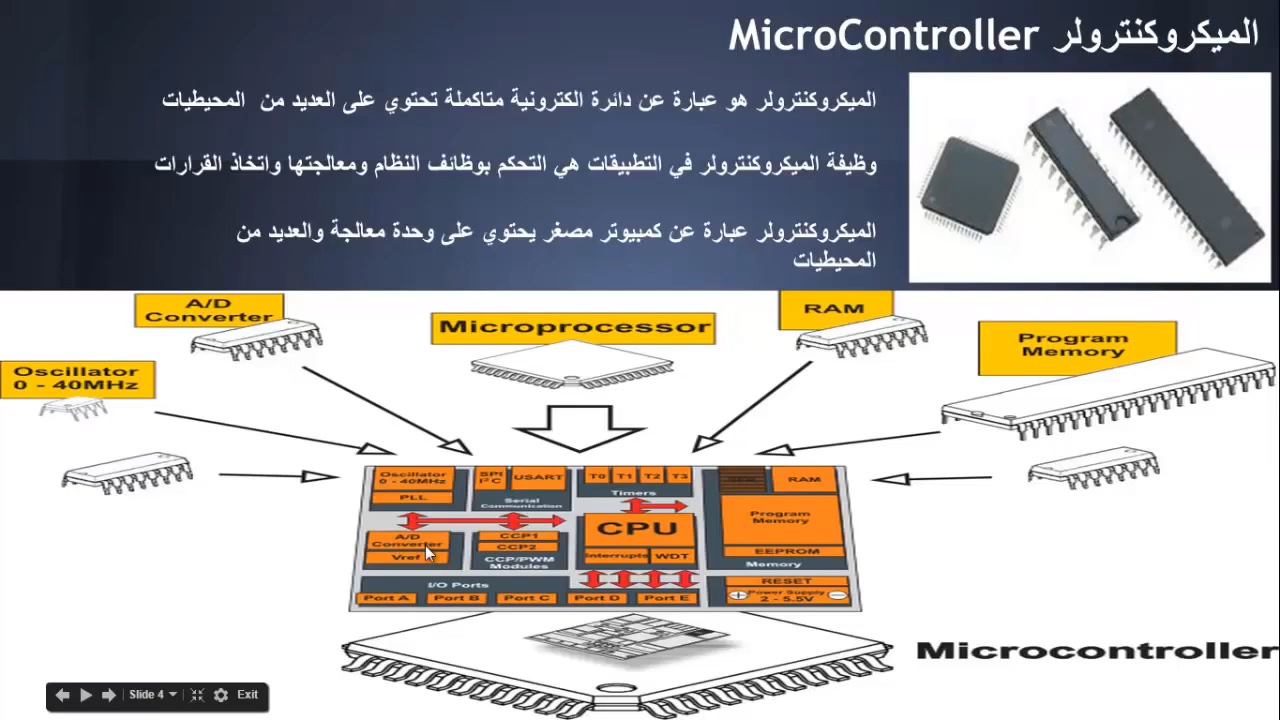 الميكروكنترولر MicroController
الميكروكنترولر هو عبارة عن دائرة الكترونية متاكملة تحتوي على العديد من المحيطيات
وظيفة الميكروكنترولر في التطبيقات هي التحكم بوظائف النظام ومعالجتها واتخاذ القرارات
الميكروكنترولر عبارة عن كمبيوتر مصغر يحتوي على وحدة معالجة والعديد من
المحيطيات
A/D
Converter
Microprocessor
RAM
Program
Memory
Oscillator
0 - 40MHz
Oscillator
0 - 40MHz
PLL
SPI
I²C
USART
Serial
Communication
T0 T1 T2 T3
Timers
RAM
Program
Memory
EEPROM
Memory
A/D
Converter
Vref
CCP1
CCP2
CCP/PWM
Modules
CPU
Interrupts
WDT
I/O Ports
Port A Port B Port C Port D Port E
RESET
Power Supply
2 - 5.5V
Microcontroller
Slide 4
Exit